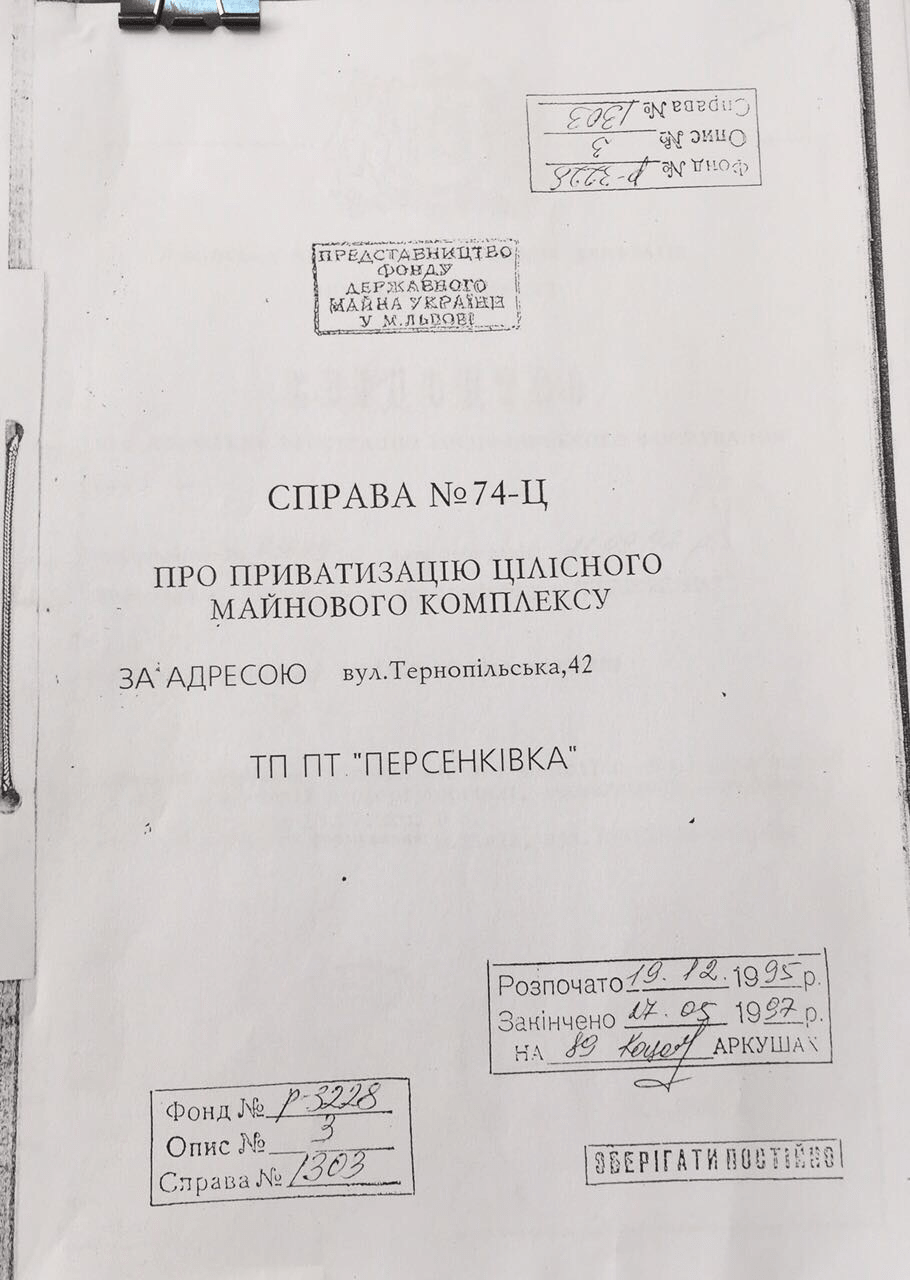 Фонд № р-3228
Опис № 3
Справа № 1303
ПРЕДСТАВНИЦТВО
ФОНДУ
ДЕРЖАВНОГО
МАЙНА УКРАЇНИ
У М.ЛЬВОВІ
СПРАВА №74-Ц
ПРО ПРИВАТИЗАЦІЮ ЦІЛІСНОГО
МАЙНОВОГО КОМПЛЕКСУ
ЗА АДРЕСОЮ вул.Тернопільська,42
ТП ПТ "ПЕРСЕНКІВКА"
Розпочато 19.12.1995 р.
Закінчено 27.05 1997 р.
НА 89 АРКУШАХ
Фонд № р-3228
Опис № 3
Справа № 1303
ЗБЕРІГАТИ ПОСТІЙНО